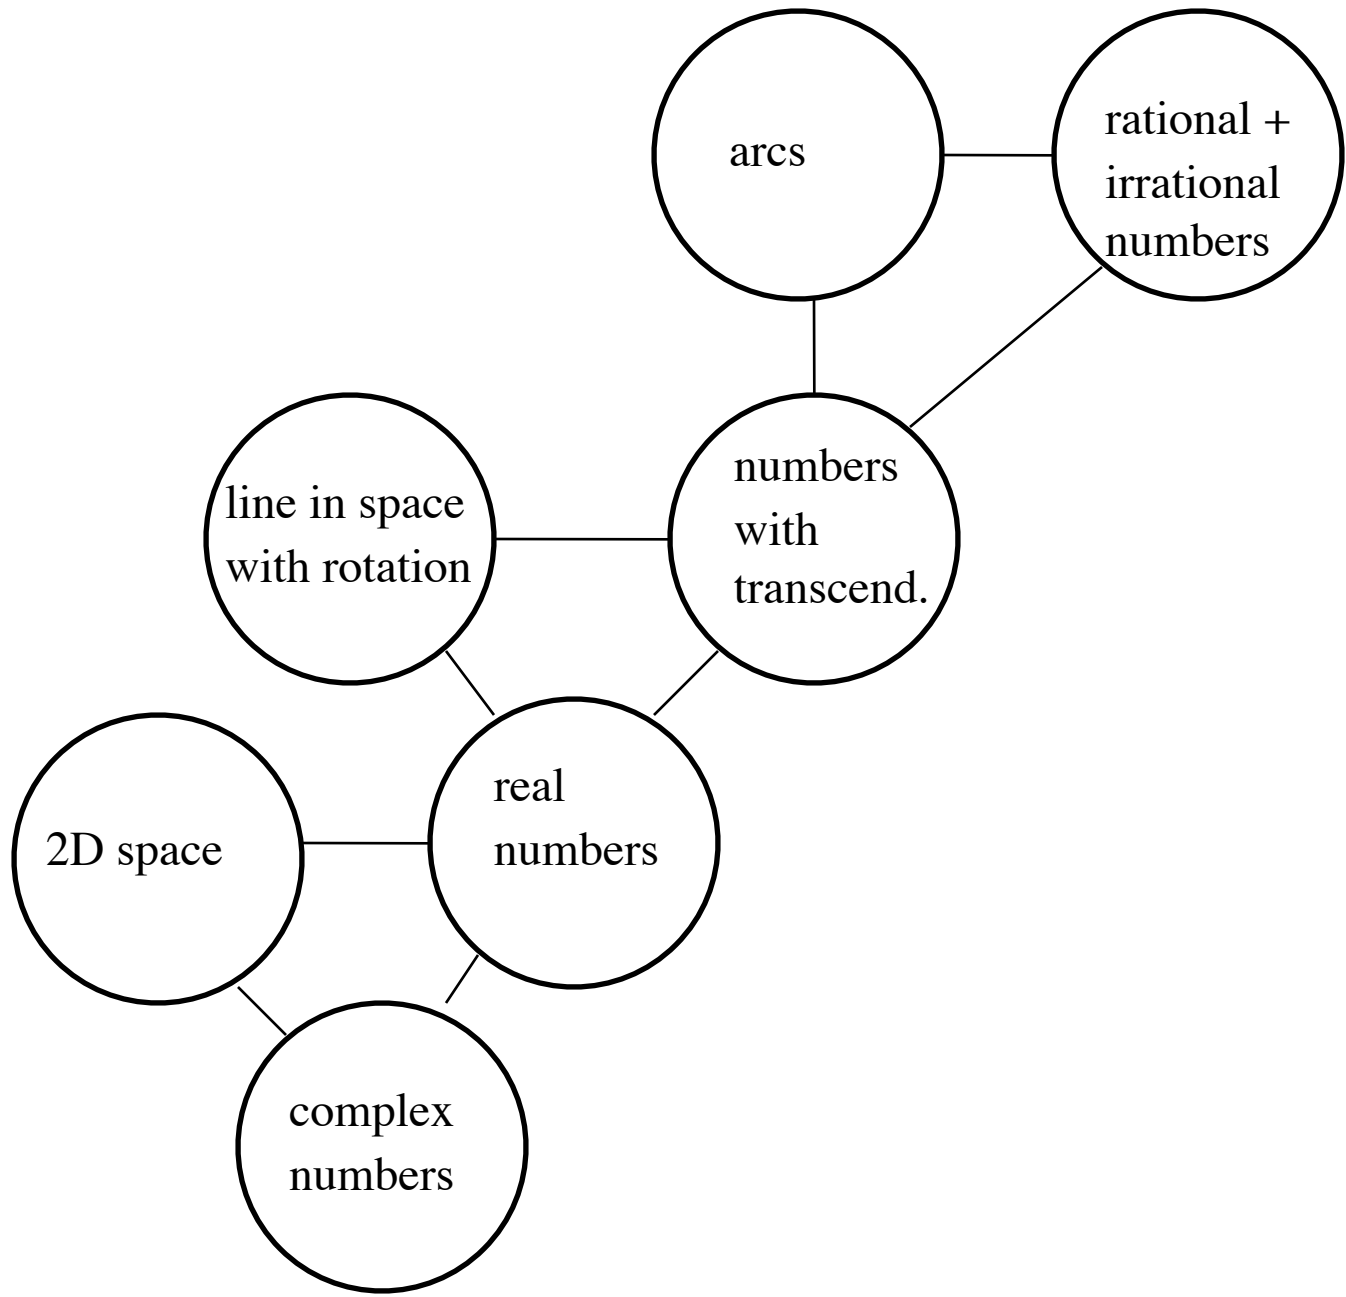 arcs
rational +
irrational
numbers
line in space
with rotation
numbers
with
transcend.
2D space
real
numbers
complex
numbers